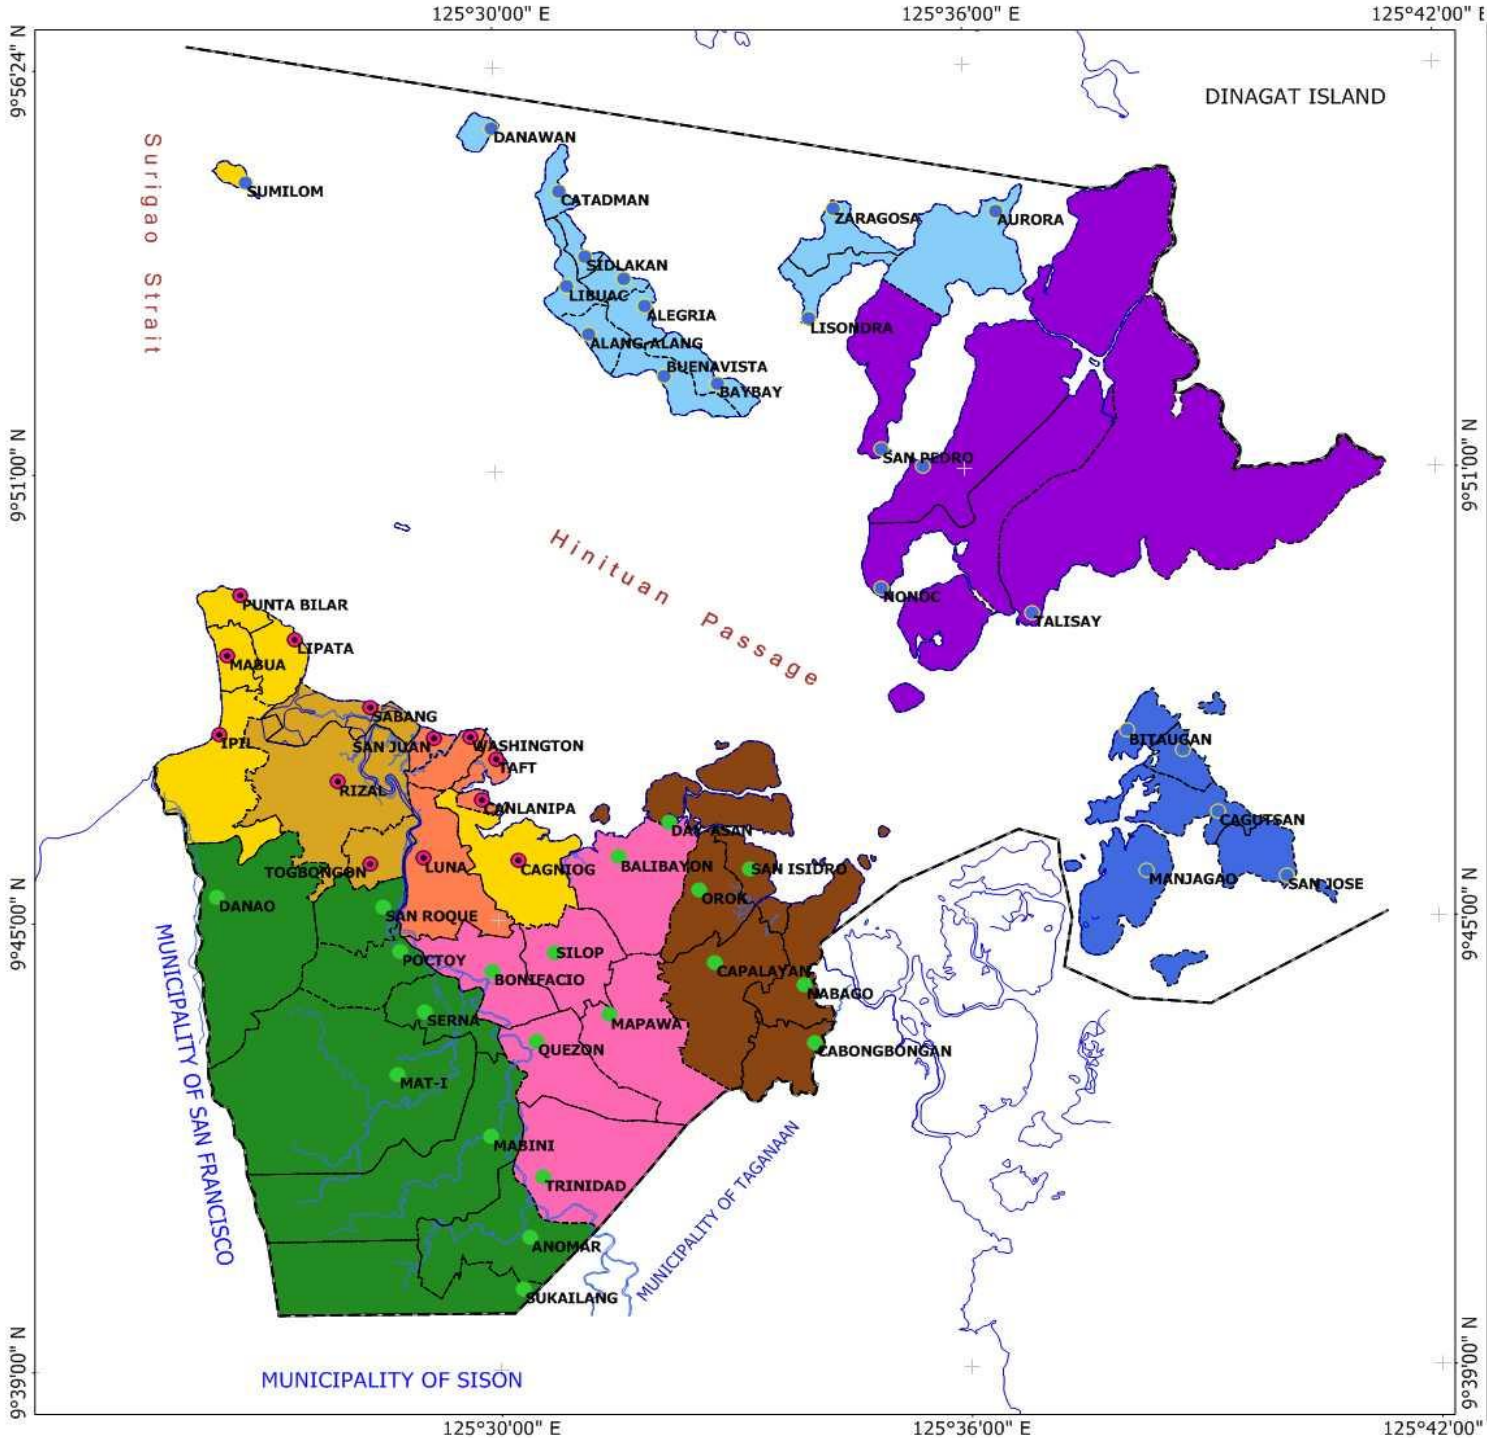 125°30'00" E
125°36'00" E
125°42'00" E
9°56'24" N
DINAGAT ISLAND
Surigao Strait
DANAWAN
SUMILOM
CATADMAN
ZARAGOSA
AURORA
SIDLAKAN
LIBUAC
ALEGRIA
LISONDRA
ALANG-ALANG
BUENAVISTA
BAYBAY
SAN PEDRO
9°51'00" N
9°51'00" N
Hinituan Passage
NONOC
TALISAY
PUNTA BILAR
LIPATA
MABUA
SABANG
IPIL
SAN JUAN
WASHINGTON
TAFT
BITAUGAN
RIZAL
CANLANIPA
CAGUTSAN
DAY-ASAN
TOGBONGON
LUNA
CAGNIOG
BALIBAYON
SAN ISIDRO
MANJAGAO
SAN JOSE
OROK
DANAO
SAN ROQUE
9°45'00" N
9°45'00" N
POCTOY
SILOP
BONIFACIO
CAPALAYAN
NABAGO
SERNA
MAPAWA
QUEZON
CABONGBONGAN
MAT-I
MUNICIPALITY OF SAN FRANCISCO
MABINI
TRINIDAD
MUNICIPALITY OF TAGANAAN
ANOMAR
SUKAILANG
9°39'00" N
9°39'00" N
MUNICIPALITY OF SISON
125°30'00" E
125°36'00" E
125°42'00"